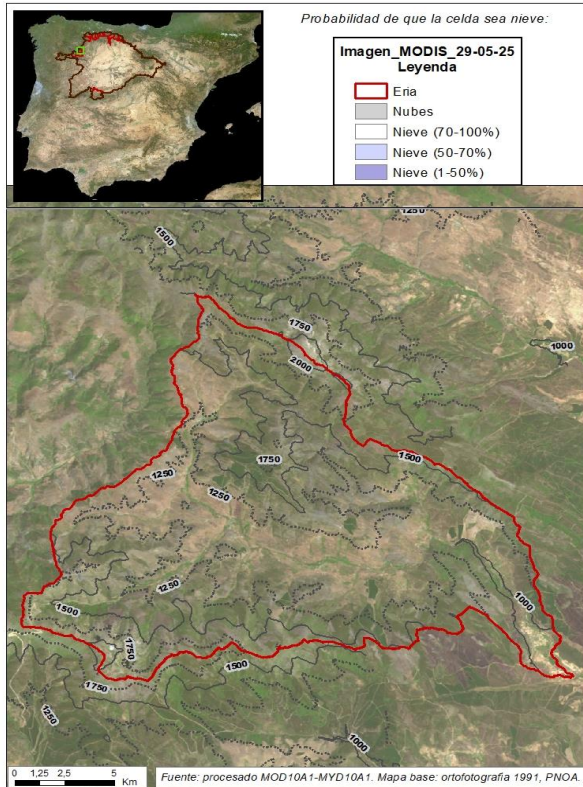 Probabilidad de que la celda sea nieve:
Imagen_MODIS_29-05-25
Leyenda
Eria
Nubes
Nieve (70-100%)
Nieve (50-70%)
Nieve (1-50%)
1250
1500
1750
1000
2000
1500
1750
1250
1250
1250
1000
1500
1750
1500
1750
1250
1000
0 1,25 2,5 5
Km
Fuente: procesado MOD10A1-MYD10A1. Mapa base: ortofotografía 1991, PNOA.